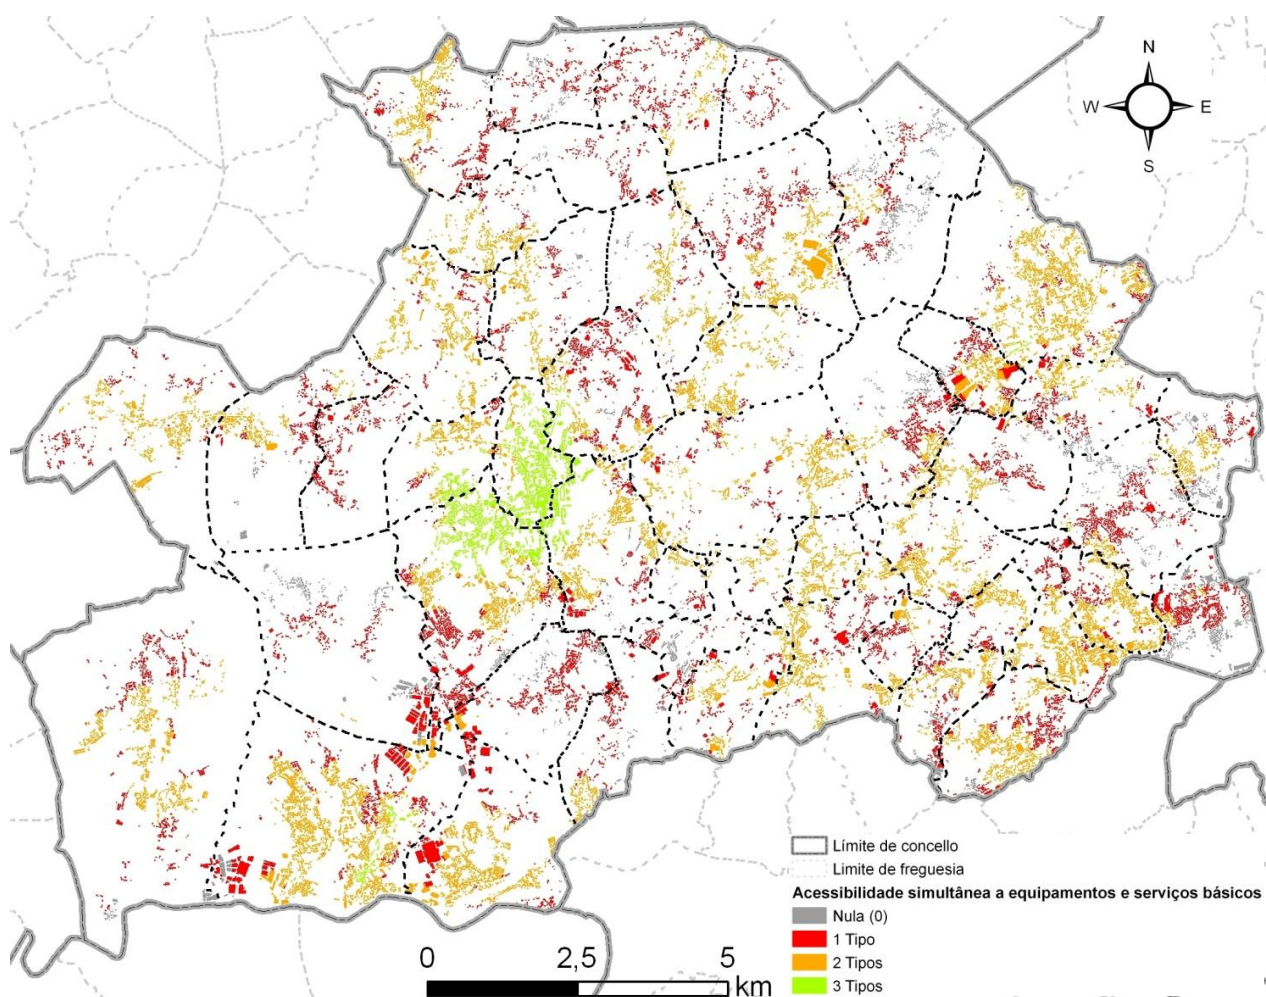 N
W E
S
Límite de concello
Limite de freguesia
Acessibilidade simultânea a equipamentos e serviços básicos
Nula (0)
1 Tipo
2 Tipos
3 Tipos
0 2,5 5
km